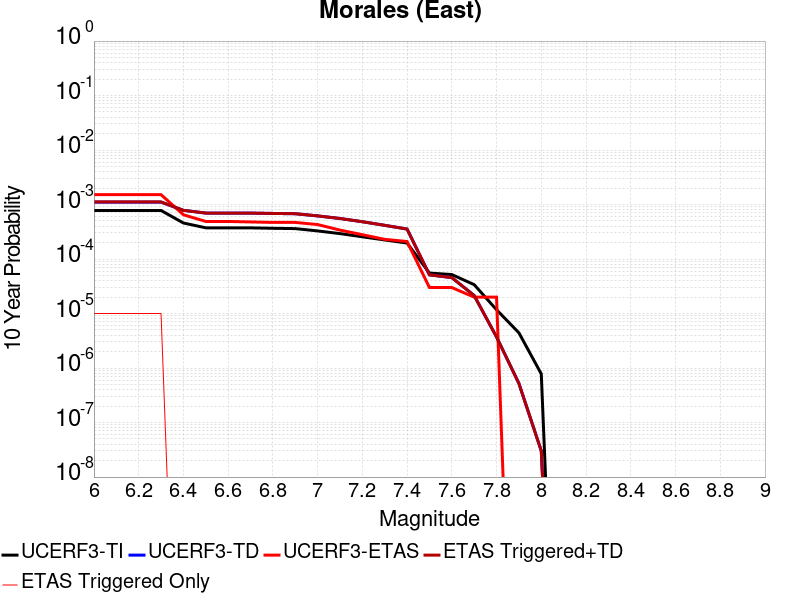 Morales (East)
10 0
10 -1
10 -2
10 -3
10 -4
10 -5
10 -6
10 -7
10 -8
10 Year Probability
6 6.2 6.4 6.6 6.8 7 7.2 7.4 7.6 7.8 8 8.2 8.4 8.6 8.8 9
Magnitude
UCERF3-TI UCERF3-TD UCERF3-ETAS ETAS Triggered+TD
ETAS Triggered Only